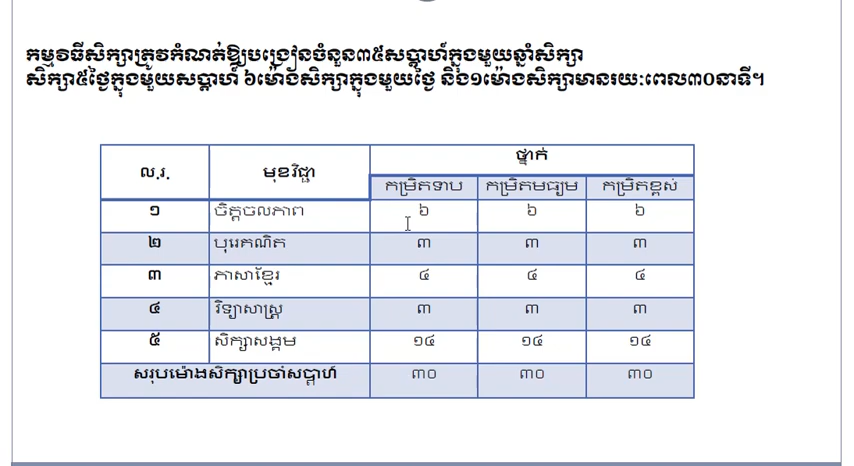 កម្មវិធីសិក្សាត្រូវកំណត់ឱ្យបង្រៀនចំនួន៣៥សប្តាហ៍ក្នុងមួយឆ្នាំសិក្សា
សិក្សា៥ថ្ងៃក្នុងមួយសប្តាហ៍ ៦ម៉ោងសិក្សាក្នុងមួយថ្ងៃ និង១ម៉ោងសិក្សាមានរយៈពេល៣០នាទី។
ល.រ. មុខវិជ្ជា ថ្នាក់
កម្រិតទាប កម្រិតមធ្យម កម្រិតខ្ពស់
១ ចិត្តចលភាព ៦ ៦ ៦
២ បុរេគណិត ៣ ៣ ៣
៣ ភាសាខ្មែរ ៤ ៤ ៤
៤ វិទ្យាសាស្ត្រ ៣ ៣ ៣
៥ សិក្សាសង្គម ១៤ ១៤ ១៤
សរុបម៉ោងសិក្សាប្រចាំសប្តាហ៍ ៣០ ៣០ ៣០